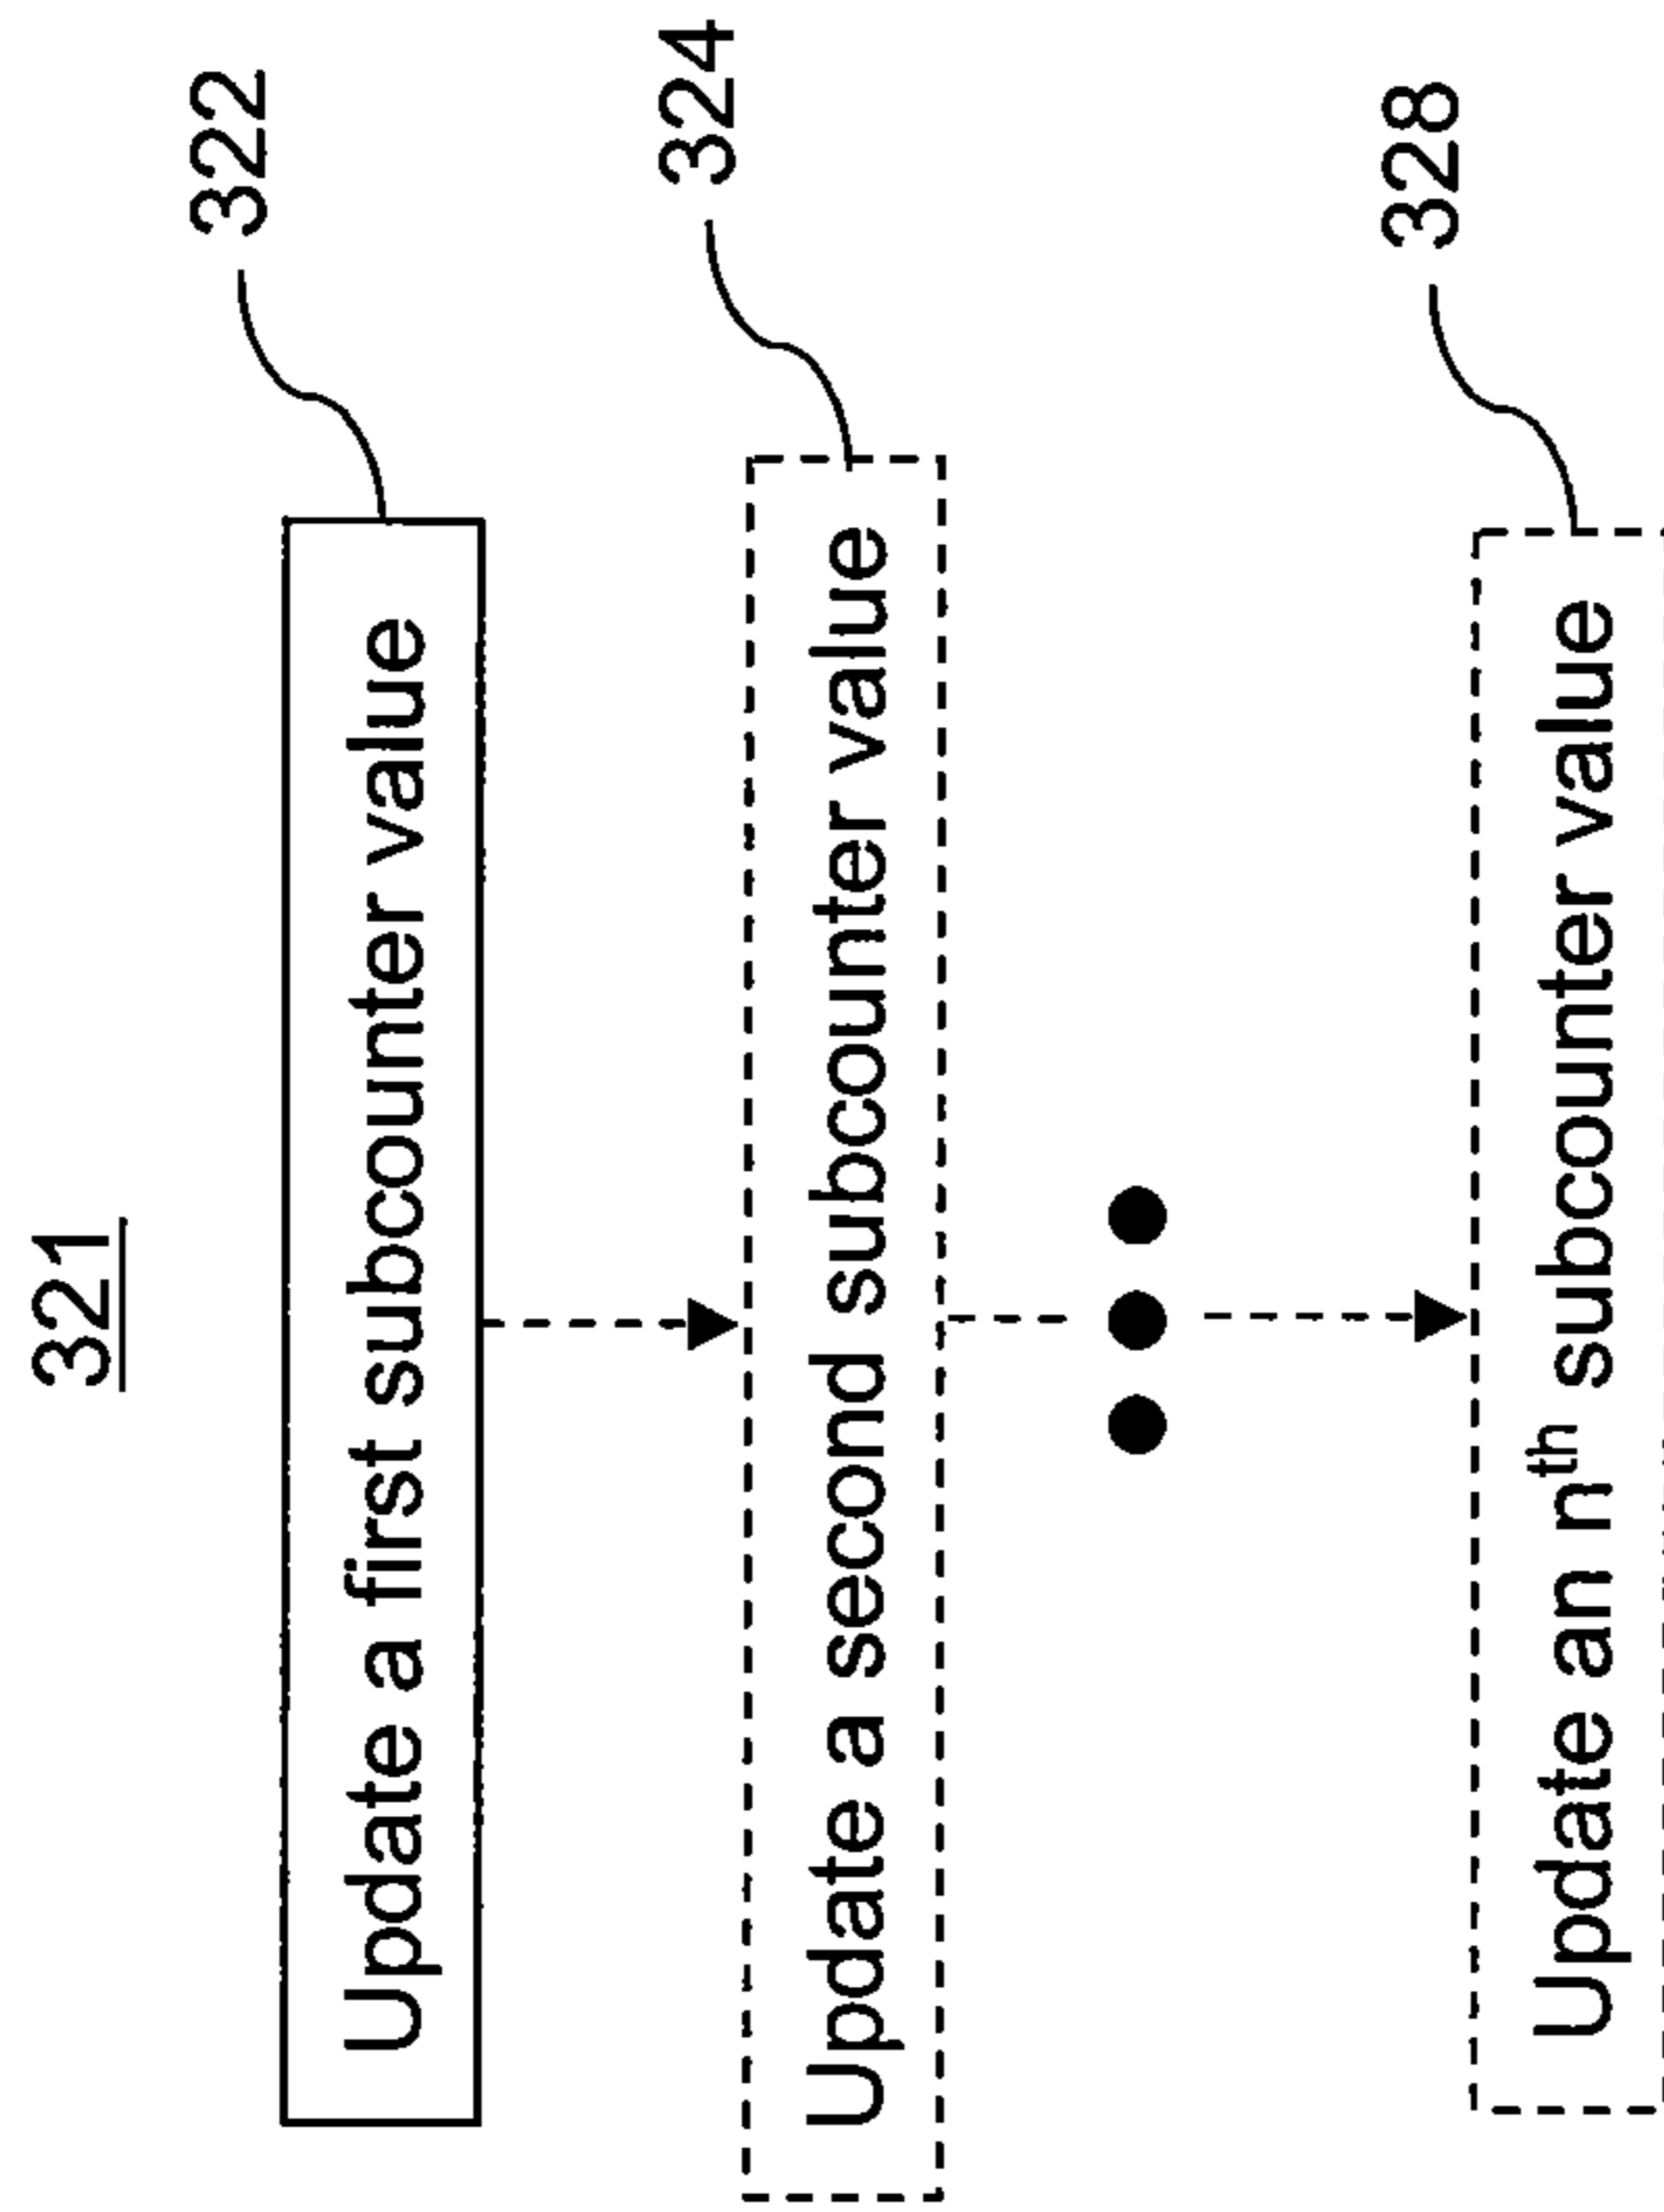 321
Update a first subcounter value
322
Update a second subcounter value
324
Update an nth subcounter value
328